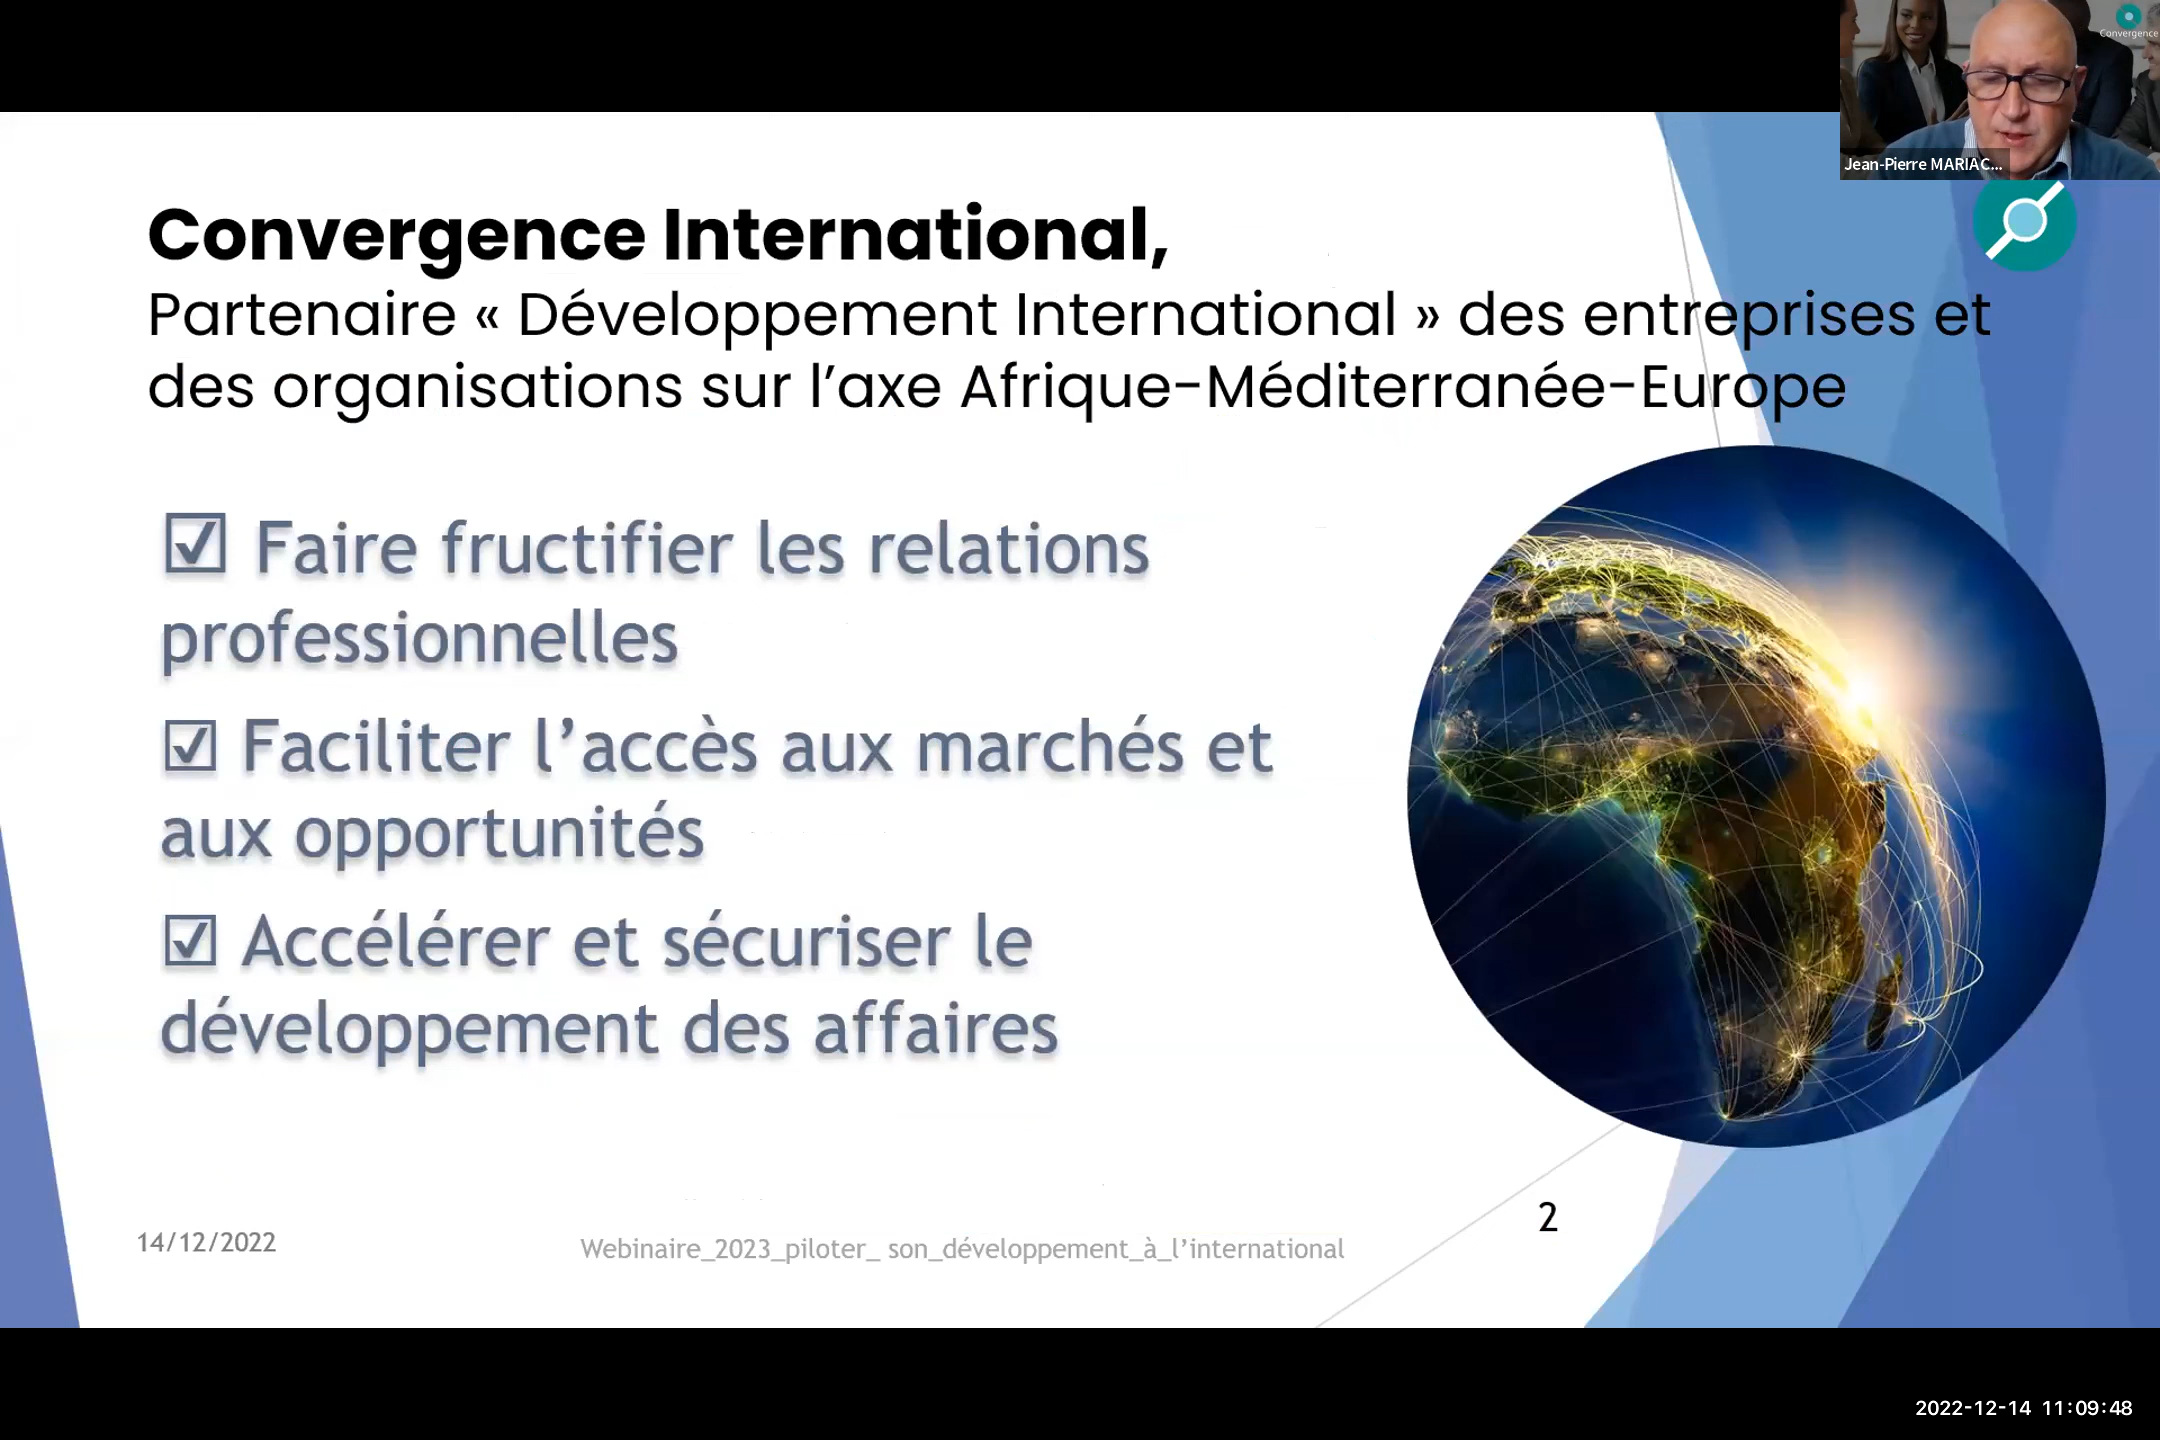 Convergence
Jean-Pierre MARIAC...
Convergence International,
Partenaire « Développement International » des entreprises et
des organisations sur l’axe Afrique-Méditerranée-Europe
☑ Faire fructifier les relations
professionnelles
☑ Faciliter l’accès aux marchés et
aux opportunités
☑ Accélérer et sécuriser le
développement des affaires
2
14/12/2022
Webinaire_2023_piloter_ son_développement_à_l’international
2022-12-14 11:09:48